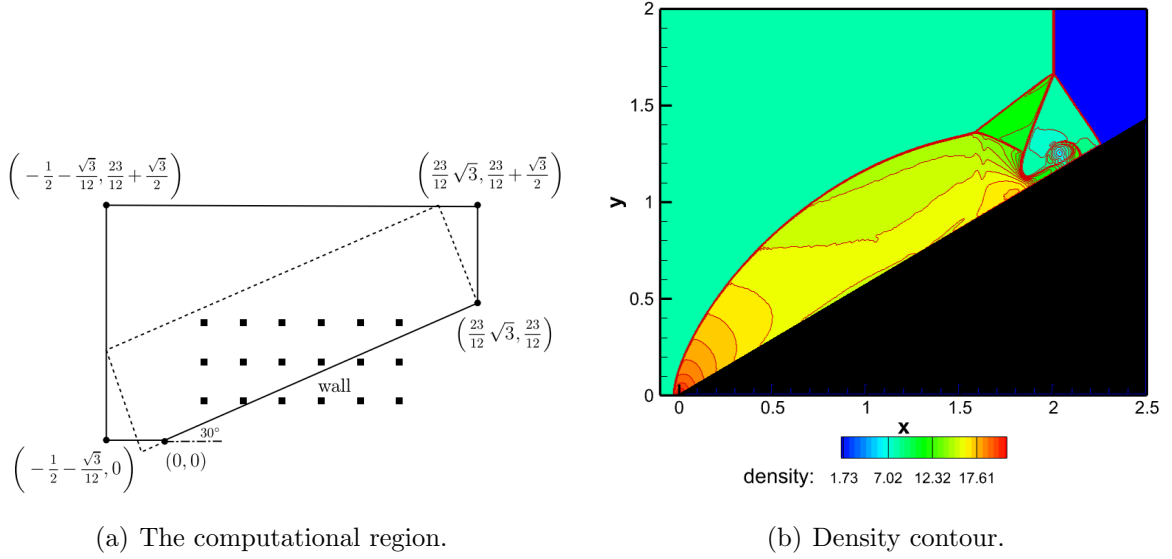 (-1/2 - √3/12, 23/12 + √3/2)
(23/12 √3, 23/12 + √3/2)
(23/12 √3, 23/12)
wall
30°
(-1/2 - √3/12, 0)
(0, 0)
(a) The computational region.
2
1.5
1
0.5
0
y
0 0.5 1 1.5 2 2.5
x
density: 1.73 7.02 12.32 17.61
(b) Density contour.